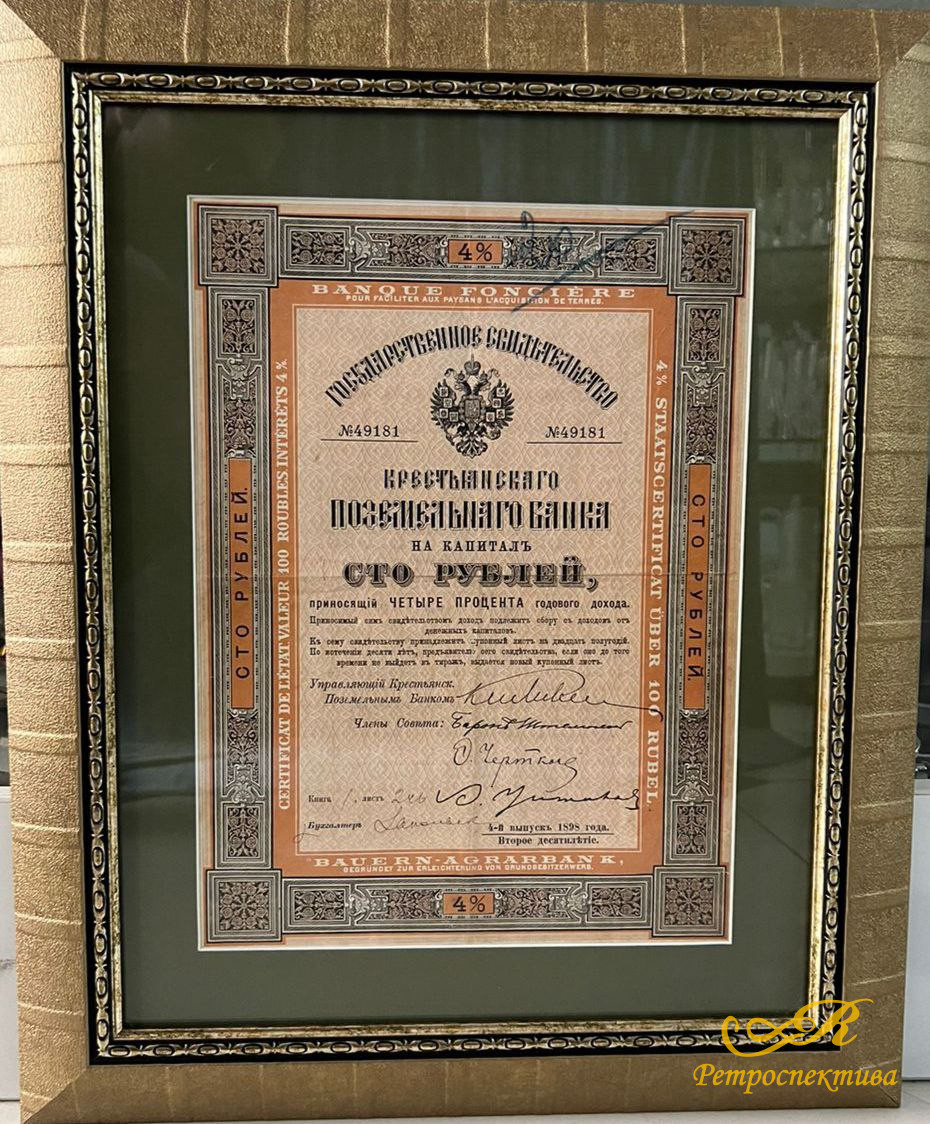 4%
BANQUE FONCIÈRE
POUR FACILITER AUX PAYSANS L'ACQUISITION DE TERRES.
ГОСУДАРСТВЕННОЕ СВИДѢТЕЛЬСТВО
№49181 №49181
КРЕСТЬЯНСКАГО
ПОЗЕМЕЛЬНАГО БАНКА
НА КАПИТАЛЪ
СТО РУБЛЕЙ,
приносящій ЧЕТЫРЕ ПРОЦЕНТА годового дохода.
Приносимый симъ свидѣтельствомъ доходъ подлежитъ сбору съ доходовъ отъ
денежныхъ капиталовъ.
Къ сему свидѣтельству принадлежитъ купонный листъ на двадцать полугодій.
По истеченіи десяти лѣтъ, предъявителю сего свидѣтельства, если оно до того
времени не выйдетъ въ тиражъ, выдается новый купонный листъ.
Управляющій Крестьянск.
Поземельнымъ Банкомъ
Члены Совѣта: Баронъ
О. Чертковъ
Книга 1. листъ 246
Бухгалтеръ
4-й выпускъ 1898 года.
Второе десятилѣтіе.
BAUERN-AGRARBANK,
GEGRÜNDET ZUR ERLEICHTERUNG VON GRUNDBESITZERWERB.
4%
СТО РУБЛЕЙ.
CERTIFICAT DE L'ÉTAT VALEUR 100 ROUBLES INTÉRÊTS 4%
4% STAATSCERTIFICAT ÜBER 100 RUBEL.
СТО РУБЛЕЙ
R
Ретроспектива